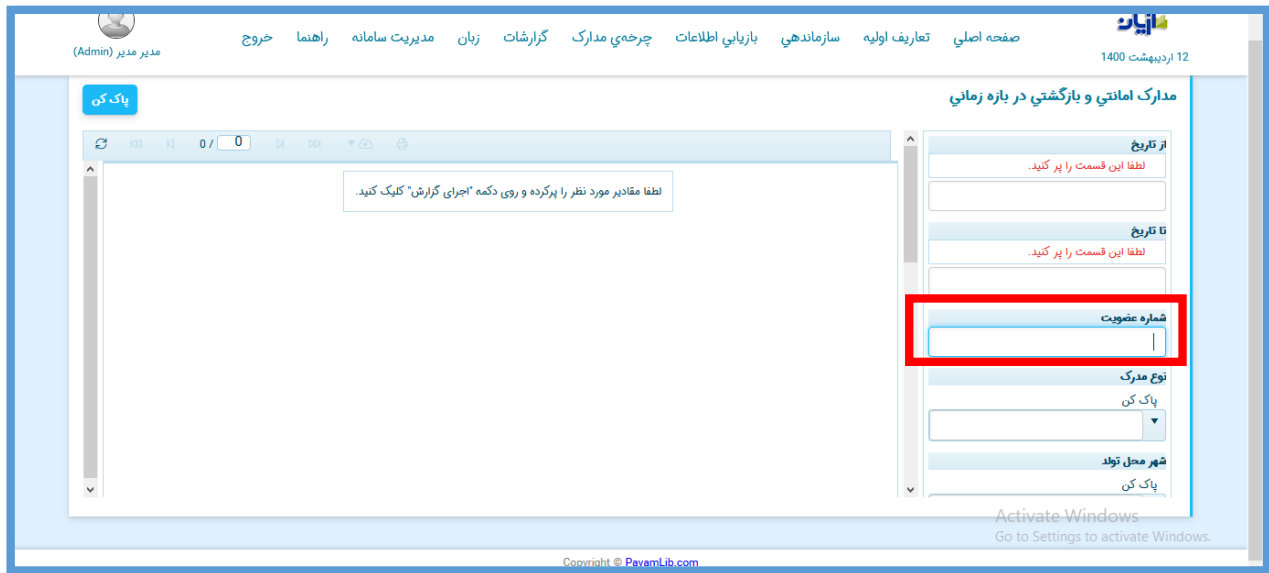 مدیر مدیر (Admin)
صفحه اصلي تعاریف اولیه سازماندهي بازیابي اطلاعات چرخه‌ي مدارک گزارشات زبان مدیریت سامانه راهنما خروج
12 اردیبهشت 1400
مدارک امانتي و بازگشتي در بازه زماني
پاک کن
0 / 0
از تاریخ
لطفا این قسمت را پر کنید.
لطفا مقادیر مورد نظر را پرکرده و روی دکمه "اجرای گزارش" کلیک کنید.
تا تاریخ
لطفا این قسمت را پر کنید.
شماره عضویت
نوع مدرک
پاک کن
شهر محل تولد
پاک کن
Activate Windows
Go to Settings to activate Windows.
Copyright © PayamLib.com